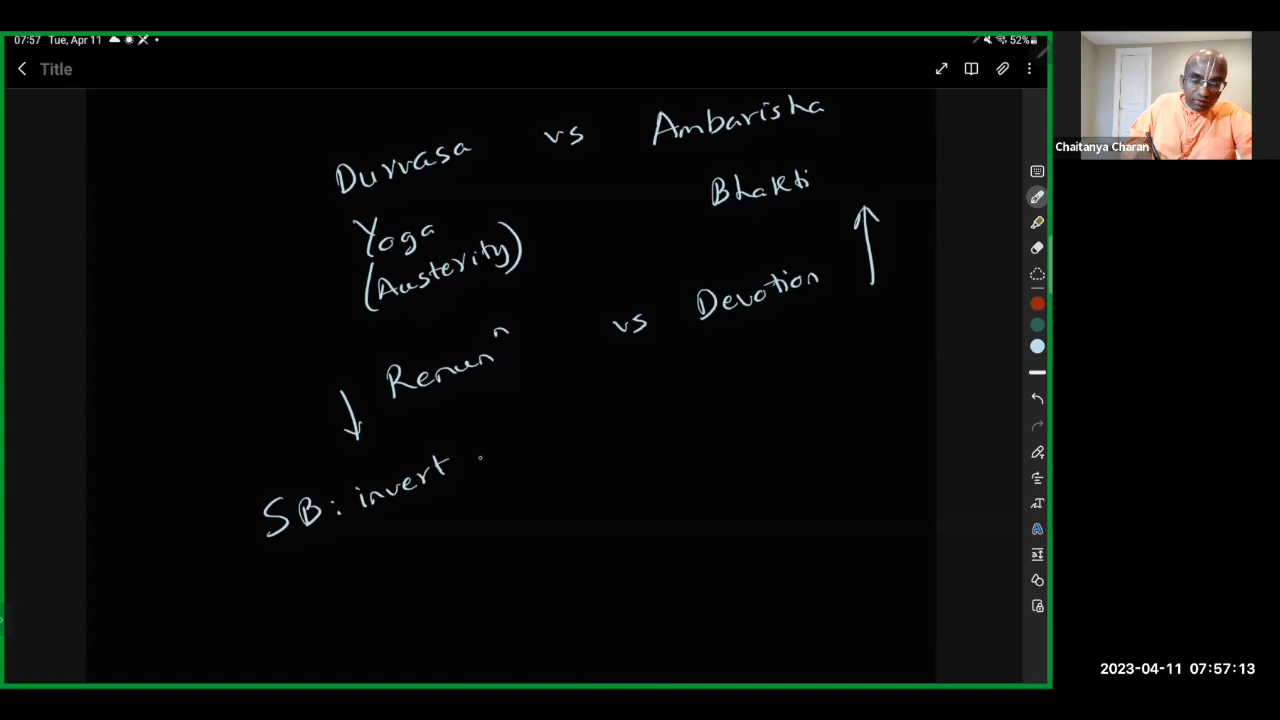 07:57 Tue, Apr 11
52%
Title
Durvasa vs Ambarisha
Yoga Bhakti
(Austerity)
Renunⁿ vs Devotion
SB: invert
Chaitanya Charan
2023-04-11 07:57:13